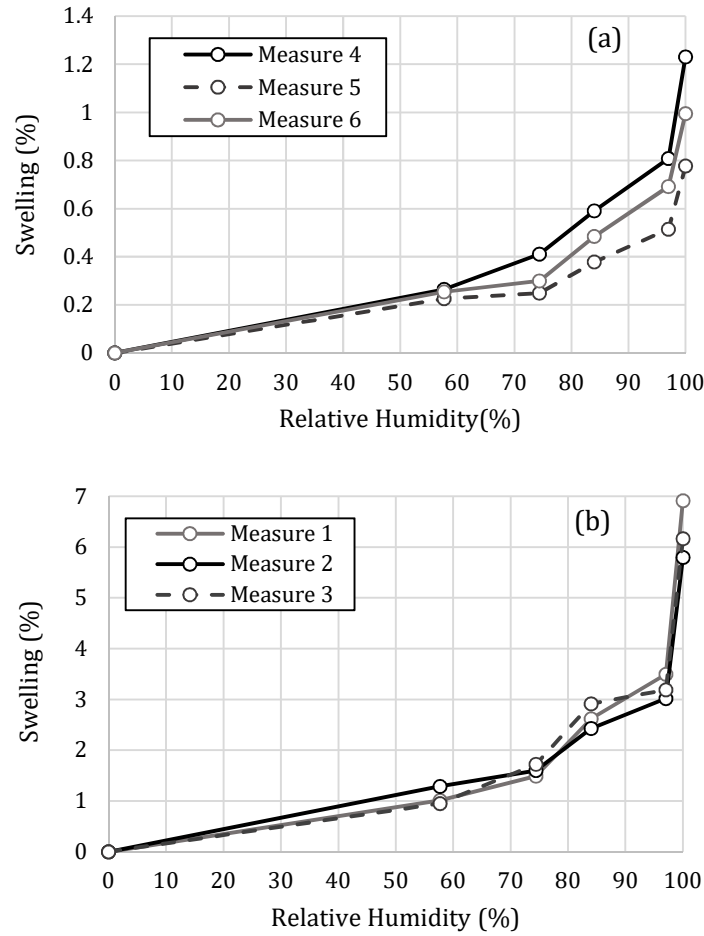 1.4
1.2
1
0.8
0.6
0.4
0.2
0
Swelling (%)
(a)
Measure 4
Measure 5
Measure 6
0 10 20 30 40 50 60 70 80 90 100
Relative Humidity(%)
7
6
5
4
3
2
1
0
Swelling (%)
(b)
Measure 1
Measure 2
Measure 3
0 10 20 30 40 50 60 70 80 90 100
Relative Humidity (%)